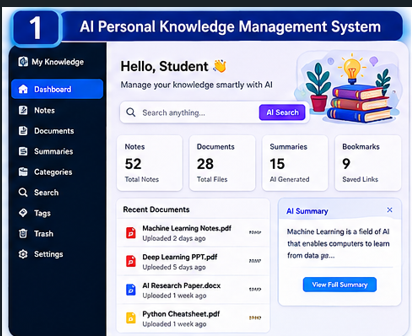 1
AI Personal Knowledge Management System
My Knowledge
Dashboard
Notes
Documents
Summaries
Categories
Search
Tags
Trash
Settings
Hello, Student 👋
Manage your knowledge smartly with AI
Search anything...
AI Search
Notes
52
Total Notes
Documents
28
Total Files
Summaries
15
AI Generated
Bookmarks
9
Saved Links
Recent Documents
Machine Learning Notes.pdf
Uploaded 2 days ago
Deep Learning PPT.pdf
Uploaded 5 days ago
AI Research Paper.docx
Uploaded 1 week ago
Python Cheatsheet.pdf
Uploaded 1 week ago
AI Summary
Machine Learning is a field of AI
that enables computers to learn
from data
View Full Summary